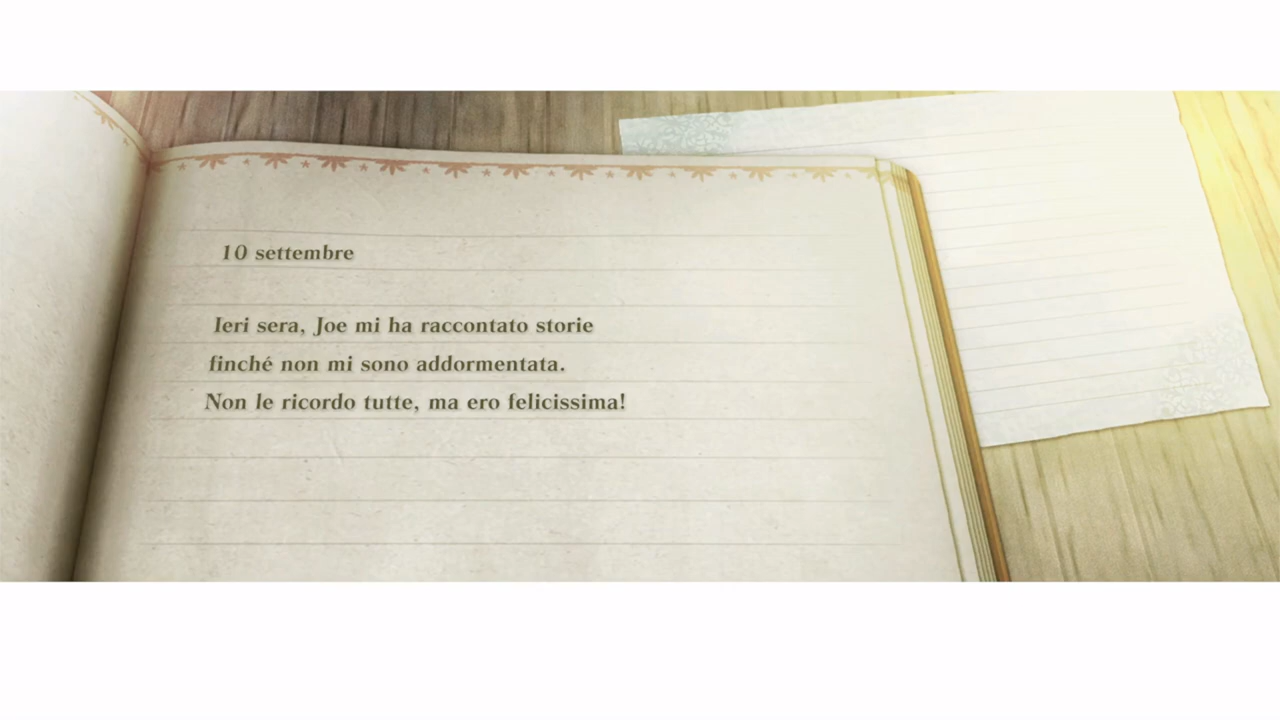 10 settembre
Ieri sera, Joe mi ha raccontato storie
finché non mi sono addormentata.
Non le ricordo tutte, ma ero felicissima!